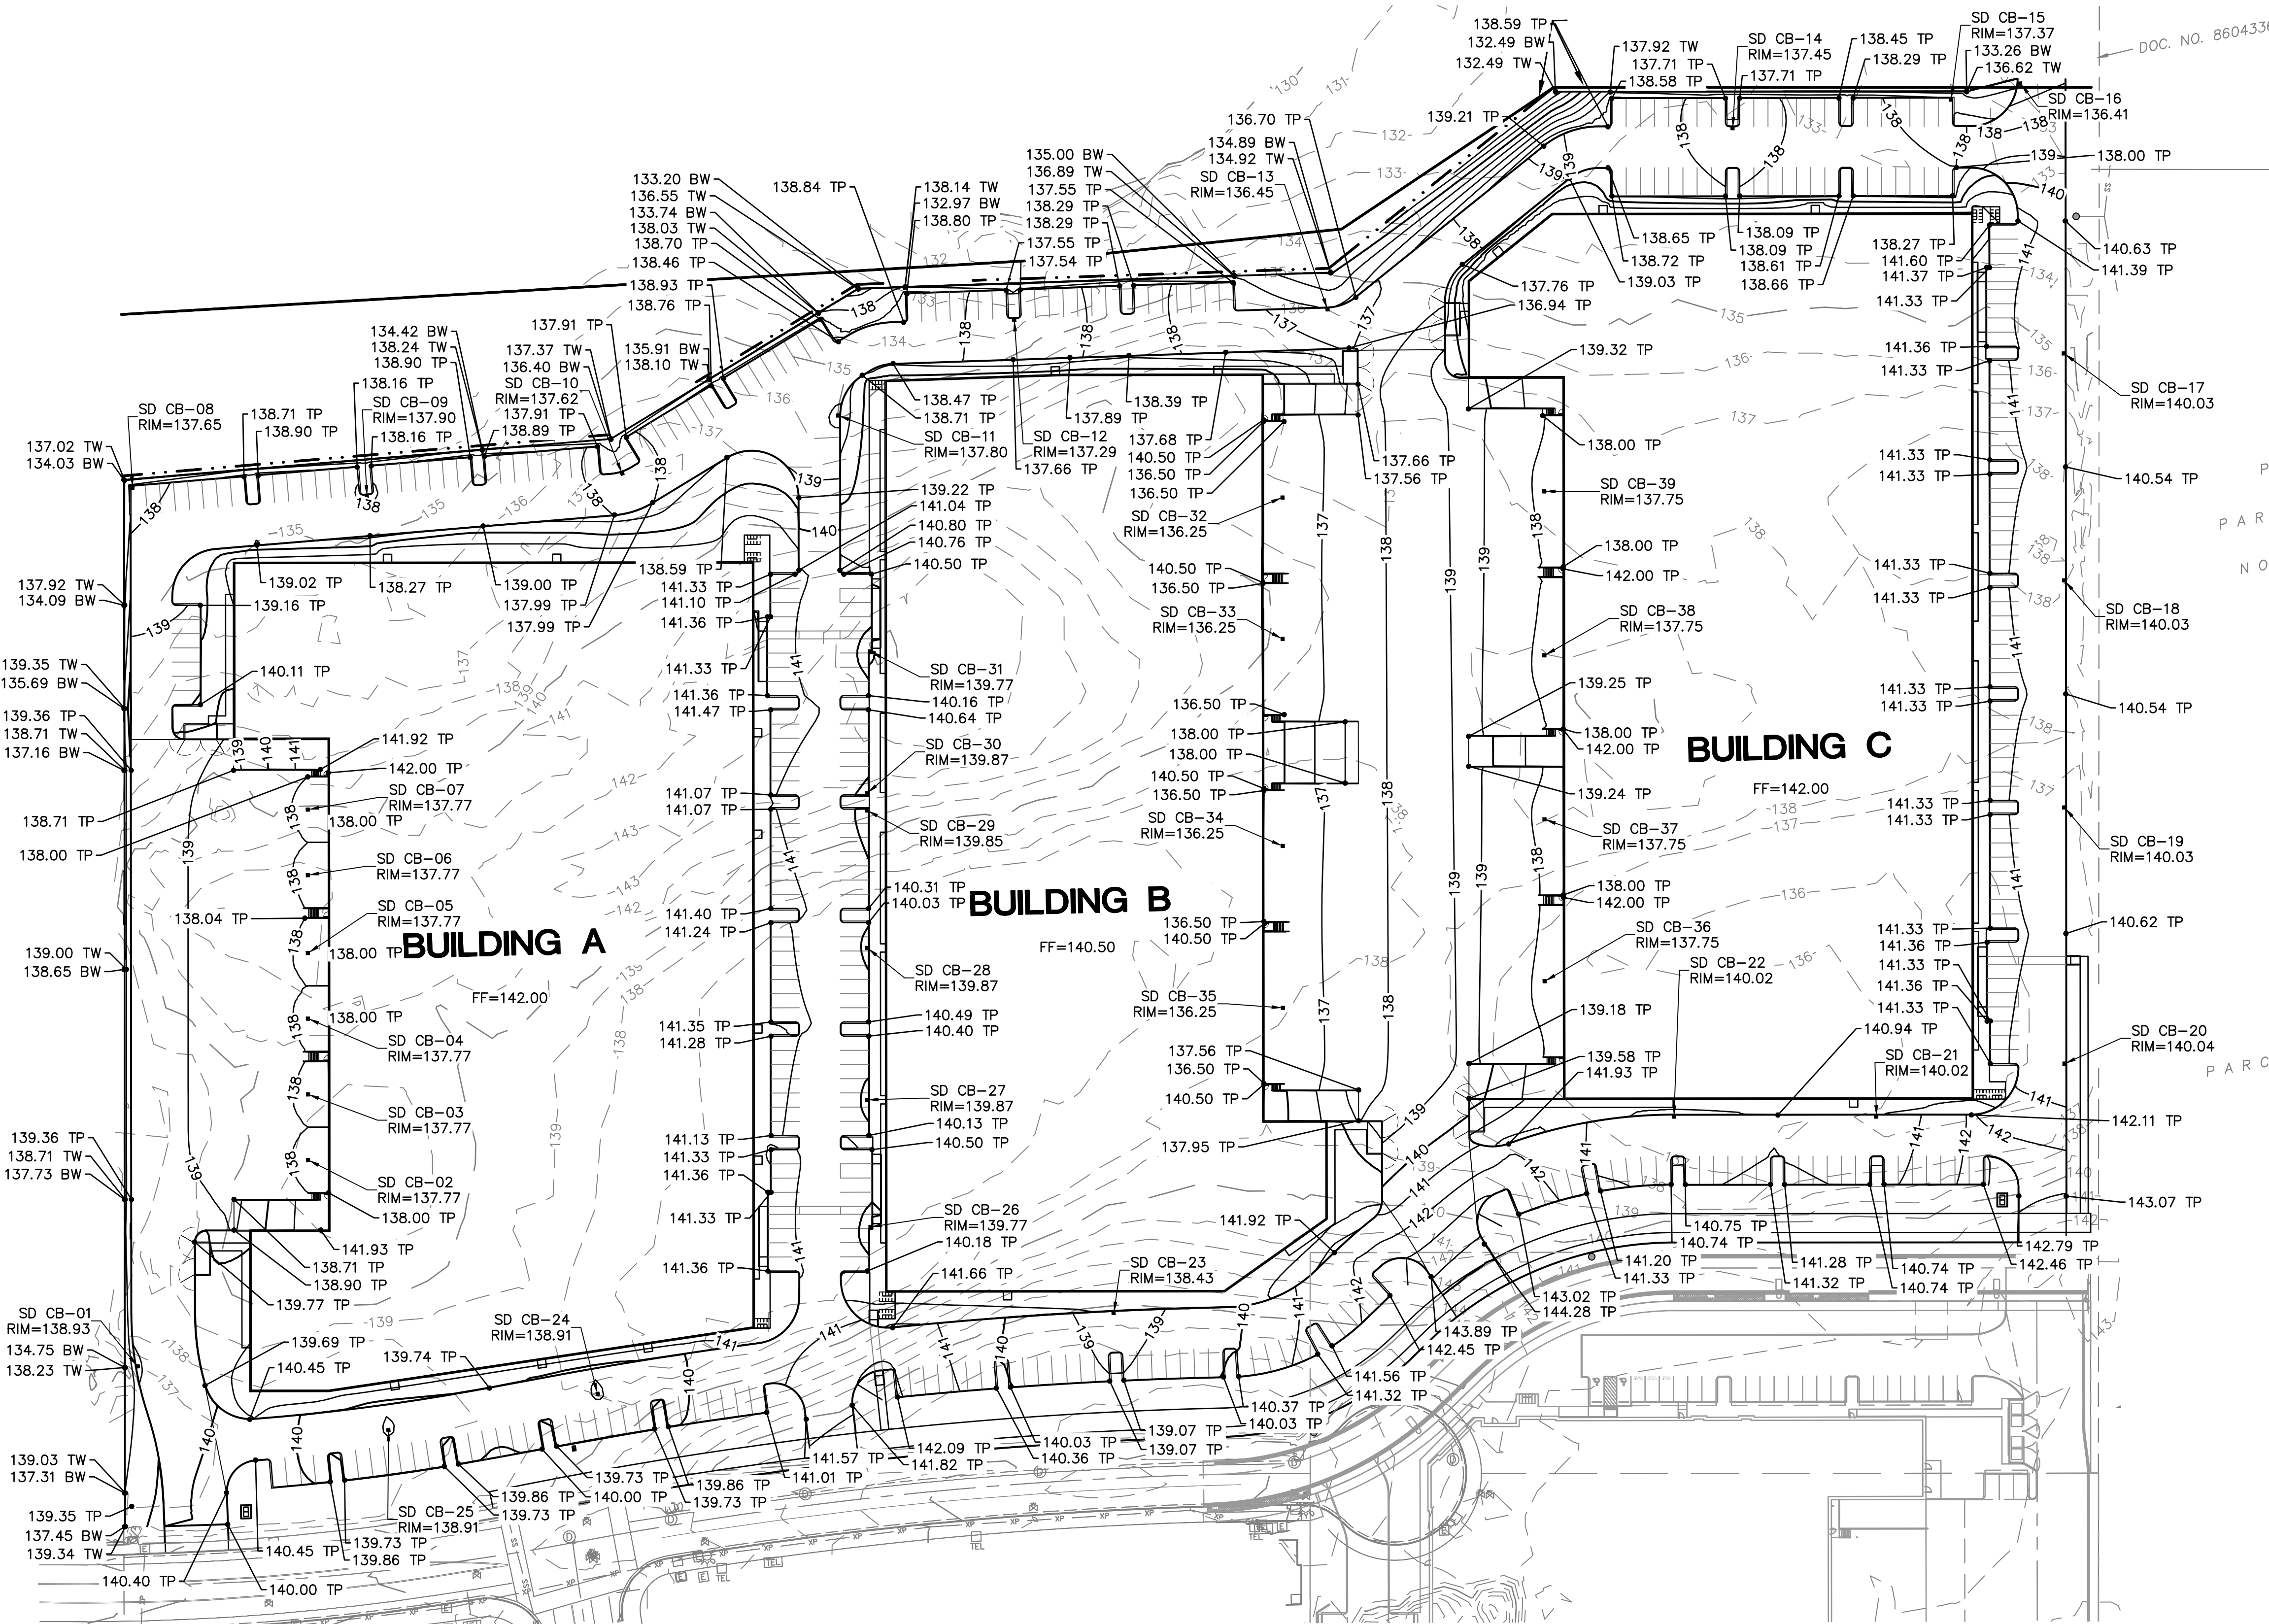 138.59 TP
132.49 BW
132.49 TW
137.92 TW
137.71 TP
138.58 TP
SD CB-14
RIM=137.45
137.71 TP
138.45 TP
138.29 TP
SD CB-15
RIM=137.37
133.26 BW
136.62 TW
DOC. NO. 860433
SD CB-16
RIM=136.41
138.00 TP
139.21 TP
136.70 TP
134.89 BW
134.92 TW
SD CB-13
RIM=136.45
135.00 BW
136.89 TW
137.55 TP
138.29 TP
138.29 TP
137.55 TP
137.54 TP
138.14 TW
132.97 BW
138.80 TP
138.84 TP
133.20 BW
136.55 TW
133.74 BW
138.03 TW
138.70 TP
138.46 TP
138.93 TP
138.76 TP
135.91 BW
138.10 TW
137.91 TP
137.37 TW
136.40 BW
SD CB-10
RIM=137.62
137.91 TP
138.89 TP
134.42 BW
138.24 TW
138.90 TP
138.16 TP
SD CB-09
RIM=137.90
138.16 TP
138.71 TP
138.90 TP
SD CB-08
RIM=137.65
137.02 TW
134.03 BW
138.65 TP
138.72 TP
139.03 TP
138.09 TP
138.09 TP
138.61 TP
138.66 TP
138.27 TP
141.60 TP
141.37 TP
141.33 TP
140.63 TP
141.39 TP
137.76 TP
136.94 TP
139.32 TP
138.47 TP
138.71 TP
SD CB-11
RIM=137.80
SD CB-12
RIM=137.29
137.66 TP
137.89 TP
138.39 TP
137.68 TP
140.50 TP
136.50 TP
136.50 TP
137.66 TP
137.56 TP
138.00 TP
141.36 TP
141.33 TP
SD CB-17
RIM=140.03
141.33 TP
141.33 TP
140.54 TP
139.22 TP
141.04 TP
140.80 TP
140.76 TP
140.50 TP
SD CB-32
RIM=136.25
SD CB-39
RIM=137.75
138.00 TP
142.00 TP
137.92 TW
134.09 BW
139.02 TP
139.16 TP
138.27 TP
139.00 TP
137.99 TP
137.99 TP
138.59 TP
141.33 TP
141.10 TP
141.36 TP
141.33 TP
140.50 TP
136.50 TP
SD CB-33
RIM=136.25
SD CB-38
RIM=137.75
141.33 TP
141.33 TP
SD CB-18
RIM=140.03
139.35 TW
135.69 BW
139.36 TP
138.71 TW
137.16 BW
140.11 TP
141.36 TP
141.47 TP
SD CB-31
RIM=139.77
140.16 TP
140.64 TP
SD CB-30
RIM=139.87
136.50 TP
138.00 TP
138.00 TP
140.50 TP
136.50 TP
139.25 TP
138.00 TP
142.00 TP
BUILDING C
FF=142.00
141.33 TP
141.33 TP
140.54 TP
141.92 TP
142.00 TP
SD CB-07
RIM=137.77
138.00 TP
138.71 TP
138.00 TP
141.07 TP
141.07 TP
SD CB-29
RIM=139.85
SD CB-34
RIM=136.25
139.24 TP
SD CB-37
RIM=137.75
141.33 TP
141.33 TP
SD CB-19
RIM=140.03
SD CB-06
RIM=137.77
138.04 TP
SD CB-05
RIM=137.77
138.00 TP
BUILDING A
FF=142.00
141.40 TP
141.24 TP
140.31 TP
140.03 TP
BUILDING B
FF=140.50
136.50 TP
140.50 TP
138.00 TP
142.00 TP
SD CB-36
RIM=137.75
141.33 TP
141.36 TP
141.33 TP
141.36 TP
141.33 TP
140.62 TP
139.00 TW
138.65 BW
138.00 TP
SD CB-04
RIM=137.77
141.35 TP
141.28 TP
SD CB-28
RIM=139.87
140.49 TP
140.40 TP
SD CB-35
RIM=136.25
SD CB-22
RIM=140.02
139.18 TP
140.94 TP
SD CB-21
RIM=140.02
SD CB-20
RIM=140.04
SD CB-03
RIM=137.77
SD CB-27
RIM=139.87
140.13 TP
140.50 TP
137.56 TP
136.50 TP
140.50 TP
137.95 TP
139.58 TP
141.93 TP
142.11 TP
139.36 TP
138.71 TW
137.73 BW
SD CB-02
RIM=137.77
138.00 TP
141.93 TP
138.71 TP
138.90 TP
139.77 TP
141.13 TP
141.33 TP
141.36 TP
141.33 TP
141.36 TP
SD CB-26
RIM=139.77
140.18 TP
141.66 TP
SD CB-23
RIM=138.43
141.92 TP
140.75 TP
140.74 TP
141.20 TP
141.33 TP
143.02 TP
144.28 TP
141.28 TP
141.32 TP
140.74 TP
140.74 TP
142.79 TP
142.46 TP
143.07 TP
SD CB-01
RIM=138.93
134.75 BW
138.23 TW
139.69 TP
140.45 TP
139.74 TP
SD CB-24
RIM=138.91
143.89 TP
142.45 TP
141.56 TP
141.32 TP
140.37 TP
140.03 TP
139.07 TP
139.07 TP
140.03 TP
140.36 TP
142.09 TP
141.82 TP
141.57 TP
141.01 TP
139.73 TP
139.86 TP
139.73 TP
140.00 TP
139.86 TP
139.73 TP
SD CB-25
RIM=138.91
139.73 TP
139.86 TP
140.45 TP
139.03 TW
137.31 BW
139.35 TP
137.45 BW
139.34 TW
140.40 TP
140.00 TP
PAR
NO
PARC
TEL
TEL
TEL
TEL